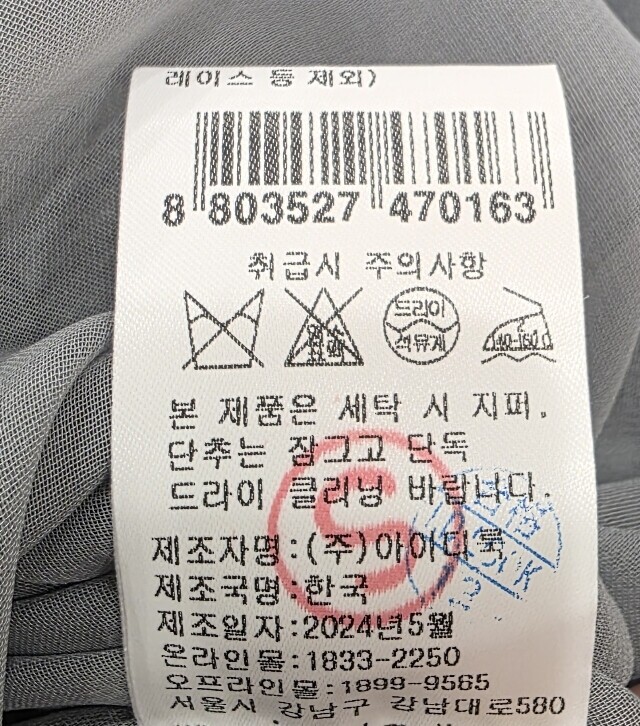 레이스 등 제외)
8 803527 470163
취급시 주의사항
드라이
석유계
140~160℃
본 제품은 세탁 시 지퍼.
단추는 잠그고 단독
드라이 클리닝 바랍니다.
S
제조자명:(주)아이디룩
제조국명:한국
제조일자:2024년5월
온라인몰:1833-2250
오프라인몰:1899-9565
서울시 강남구 강남대로580